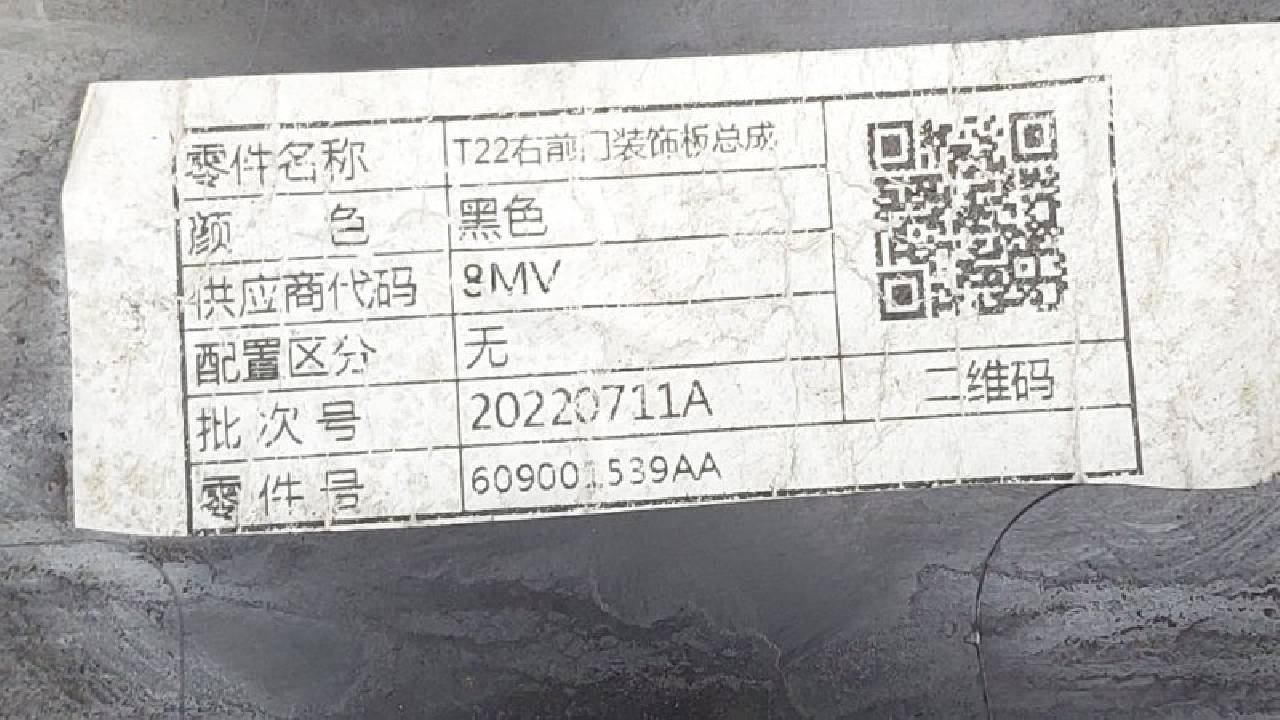 零件名称 T22右前门装饰板总成
颜 色 黑色
供应商代码 8MV
配置区分 无
二维码
批次号 20220711A
零件号 609001539AA